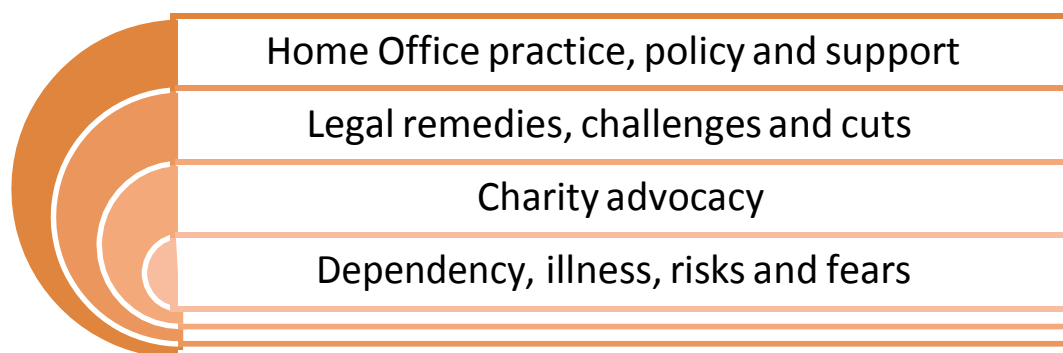 Home Office practice, policy and support
Legal remedies, challenges and cuts
Charity advocacy
Dependency, illness, risks and fears